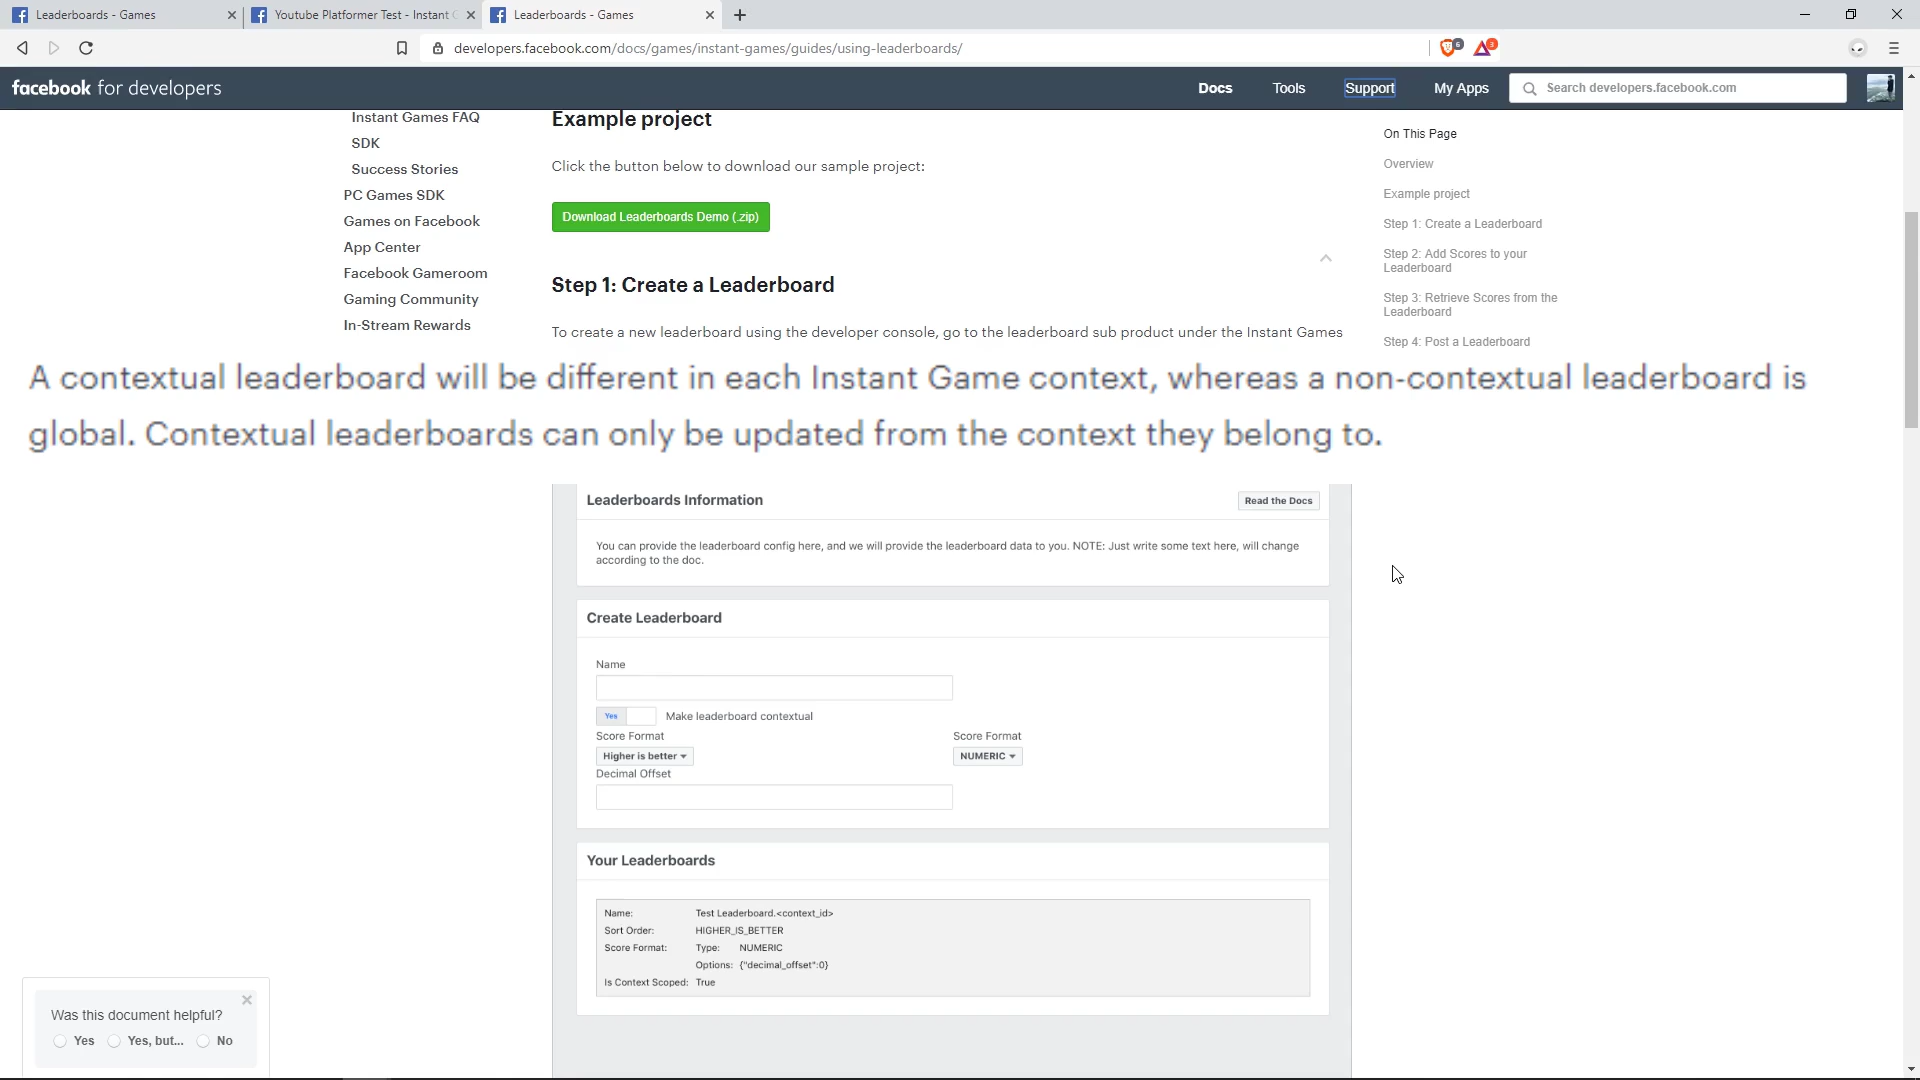 Leaderboards - Games
Youtube Platformer Test - Instant
Leaderboards - Games
developers.facebook.com/docs/games/instant-games/guides/using-leaderboards/
6
3
facebook for developers
Docs
Tools
Support
My Apps
Search developers.facebook.com
Instant Games FAQ
SDK
Success Stories
PC Games SDK
Games on Facebook
App Center
Facebook Gameroom
Gaming Community
In-Stream Rewards
Example project
Click the button below to download our sample project:
Download Leaderboards Demo (.zip)
Step 1: Create a Leaderboard
To create a new leaderboard using the developer console, go to the leaderboard sub product under the Instant Games
On This Page
Overview
Example project
Step 1: Create a Leaderboard
Step 2: Add Scores to your
Leaderboard
Step 3: Retrieve Scores from the
Leaderboard
Step 4: Post a Leaderboard
A contextual leaderboard will be different in each Instant Game context, whereas a non-contextual leaderboard is
global. Contextual leaderboards can only be updated from the context they belong to.
Leaderboards Information
Read the Docs
You can provide the leaderboard config here, and we will provide the leaderboard data to you. NOTE: Just write some text here, will change
according to the doc.
Create Leaderboard
Name
Yes
Make leaderboard contextual
Score Format
Score Format
Higher is better
NUMERIC
Decimal Offset
Your Leaderboards
Name: Test Leaderboard.<context_id>
Sort Order: HIGHER_IS_BETTER
Score Format: Type: NUMERIC
Options: {"decimal_offset":0}
Is Context Scoped: True
Was this document helpful?
Yes
Yes, but...
No